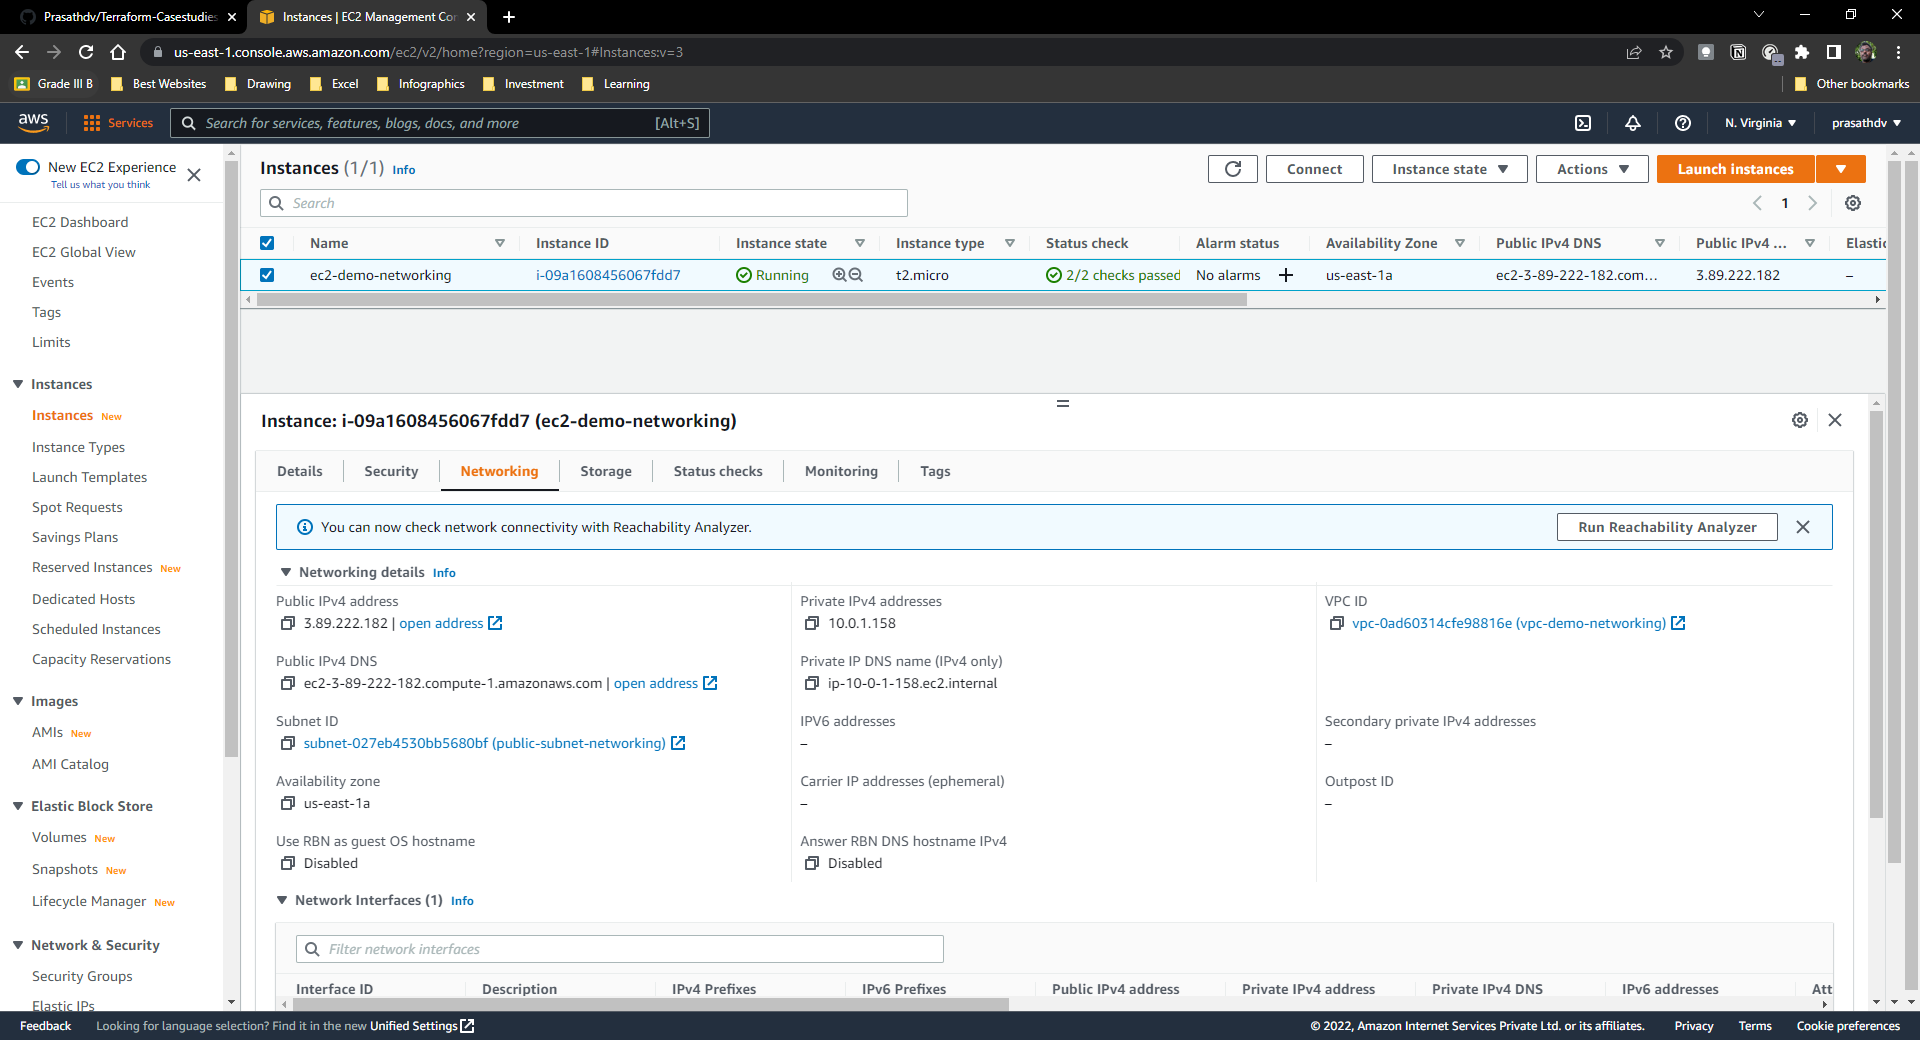 Prasathdv/Terraform-Casestudies
Instances | EC2 Management Con
us-east-1.console.aws.amazon.com/ec2/v2/home?region=us-east-1#Instances:v=3
Grade III B Best Websites Drawing Excel Infographics Investment Learning Other bookmarks
aws Services Search for services, features, blogs, docs, and more [Alt+S] N. Virginia prasathdv
New EC2 Experience
Tell us what you think
EC2 Dashboard
EC2 Global View
Events
Tags
Limits
Instances
Instances New
Instance Types
Launch Templates
Spot Requests
Savings Plans
Reserved Instances New
Dedicated Hosts
Scheduled Instances
Capacity Reservations
Images
AMIs New
AMI Catalog
Elastic Block Store
Volumes New
Snapshots New
Lifecycle Manager New
Network & Security
Security Groups
Elastic IPs
Instances (1/1) Info Connect Instance state Actions Launch instances
Search 1
Name Instance ID Instance state Instance type Status check Alarm status Availability Zone Public IPv4 DNS Public IPv4 ... Elastic
ec2-demo-networking i-09a1608456067fdd7 Running t2.micro 2/2 checks passed No alarms us-east-1a ec2-3-89-222-182.com... 3.89.222.182 –
Instance: i-09a1608456067fdd7 (ec2-demo-networking)
Details Security Networking Storage Status checks Monitoring Tags
You can now check network connectivity with Reachability Analyzer. Run Reachability Analyzer
Networking details Info
Public IPv4 address Private IPv4 addresses VPC ID
3.89.222.182 | open address 10.0.1.158 vpc-0ad60314cfe98816e (vpc-demo-networking)
Public IPv4 DNS Private IP DNS name (IPv4 only)
ec2-3-89-222-182.compute-1.amazonaws.com | open address ip-10-0-1-158.ec2.internal
Subnet ID IPV6 addresses Secondary private IPv4 addresses
subnet-027eb4530bb5680bf (public-subnet-networking) – –
Availability zone Carrier IP addresses (ephemeral) Outpost ID
us-east-1a – –
Use RBN as guest OS hostname Answer RBN DNS hostname IPv4
Disabled Disabled
Network Interfaces (1) Info
Filter network interfaces
Interface ID Description IPv4 Prefixes IPv6 Prefixes Public IPv4 address Private IPv4 address Private IPv4 DNS IPv6 addresses Att
Feedback Looking for language selection? Find it in the new Unified Settings © 2022, Amazon Internet Services Private Ltd. or its affiliates. Privacy Terms Cookie preferences